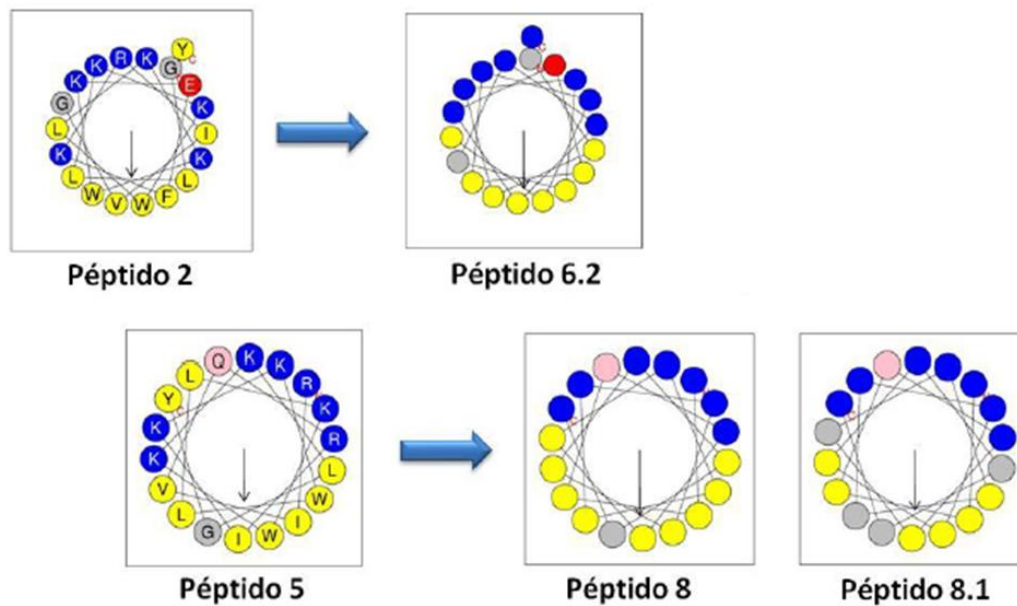 K K R K G Y
C
K E
G K
L I
K K
L L
W V W F
Péptido 2
C
Péptido 6.2
L Q K K R
Y K
C
K R
K L
V W
L G I W I
Péptido 5
C
Péptido 8
C
Péptido 8.1